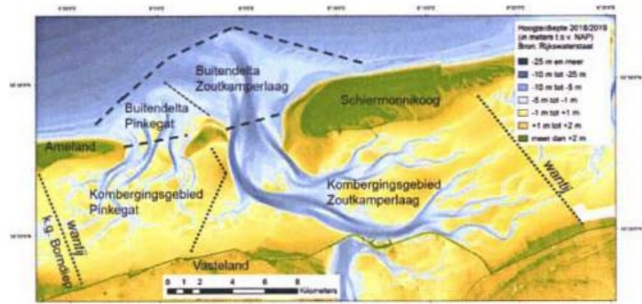 Hoogte/diepte 2018/2019
(in meters t.o.v. NAP)
Bron: Rijkswaterstaat
-25 m en meer
-10 m tot -25 m
-10 m tot -5 m
-5 m tot -1 m
-1 m tot +1 m
+1 m tot +2 m
meer dan +2 m
Buitendelta
Zoutkamperlaag
Schiermonnikoog
Buitendelta
Pinkegat
Ameland
Kombergingsgebied
Pinkegat
Kombergingsgebied
Zoutkamperlaag
wantij
wantij
k.g. Borndiep
Vasteland
0 1 2 4 6 8
Kilometers